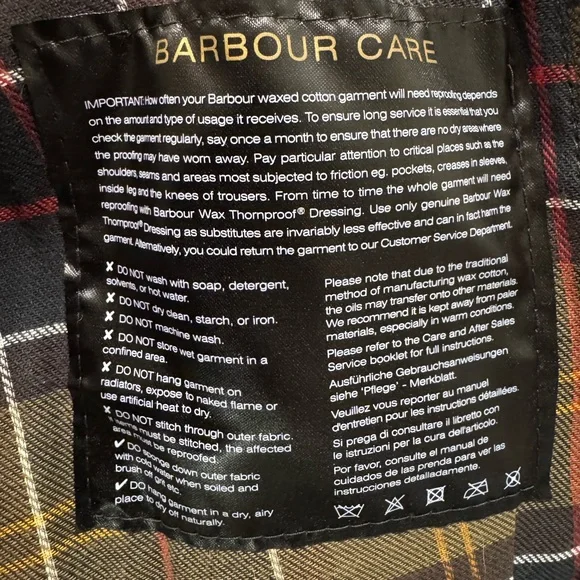 BARBOUR CARE
IMPORTANT: How often your Barbour waxed cotton garment will need reproofing depends
on the amount and type of usage it receives. To ensure long service it is essential that you
check the garment regularly, say once a month to ensure that there are no dry areas where
the proofing may have worn away. Pay particular attention to critical places such as the
shoulders, seams and areas most subjected to friction eg. pockets, creases in sleeves,
inside leg and the knees of trousers. From time to time the whole garment will need
reproofing with Barbour Wax Thornproof® Dressing. Use only genuine Barbour Wax
Thornproof® Dressing as substitutes are invariably less effective and can in fact harm the
garment. Alternatively, you could return the garment to our Customer Service Department.
✘ DO NOT wash with soap, detergent,
solvents, or hot water.
✘ DO NOT dry clean, starch, or iron.
✘ DO NOT machine wash.
✘ DO NOT store wet garment in a
confined area.
✘ DO NOT hang garment on
radiators, expose to naked flame or
use artificial heat to dry.
✘ DO NOT stitch through outer fabric.
If items must be stitched, the affected
area must be reproofed.
✔ DO sponge down outer fabric
with cold water when soiled and
brush off grit etc.
✔ DO hang garment in a dry, airy
place to dry off naturally.
Please note that due to the traditional
method of manufacturing wax cotton,
the oils may transfer onto other materials.
We recommend it is kept away from paler
materials, especially in warm conditions.
Please refer to the Care and After Sales
Service booklet for full instructions.
Ausführliche Gebrauchsanweisungen
siehe 'Pflege' - Merkblatt.
Veuillez vous reporter au manuel
d'entretien pour les instructions détaillées.
Si prega di consultare il libretto con
le istruzioni per la cura dell'articolo.
Por favor, consulte el manual de
cuidados de las prenda para ver las
instrucciones detalladamente.